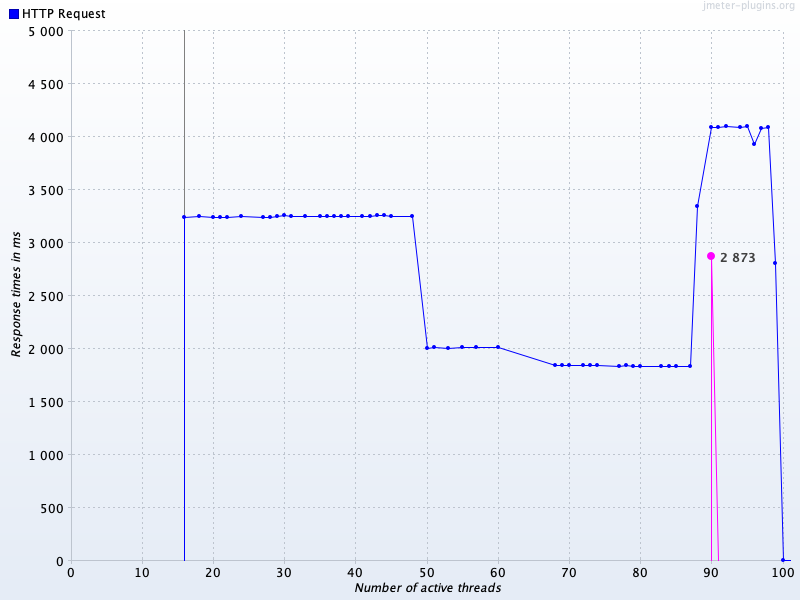 jmeter-plugins.org
HTTP Request
5 000
4 500
4 000
3 500
3 000
2 500
2 000
1 500
1 000
500
0
Response times in ms
2 873
0 10 20 30 40 50 60 70 80 90 100
Number of active threads